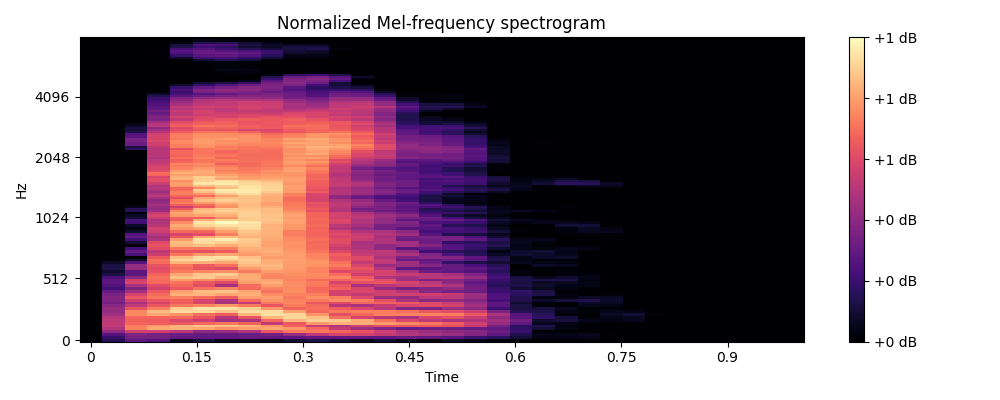 Normalized Mel-frequency spectrogram
Hz
4096
2048
1024
512
0
0 0.15 0.3 0.45 0.6 0.75 0.9
Time
+1 dB
+1 dB
+1 dB
+0 dB
+0 dB
+0 dB